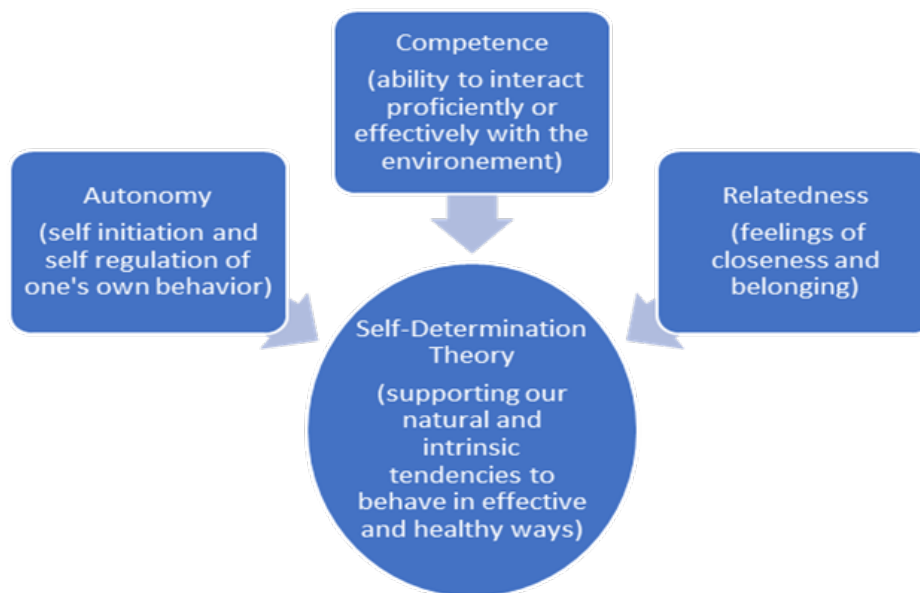 Competence
(ability to interact
proficiently or
effectively with the
environement)
Autonomy
(self initiation and
self regulation of
one's own behavior)
Relatedness
(feelings of
closeness and
belonging)
Self-Determination
Theory
(supporting our
natural and
intrinsic
tendencies to
behave in effective
and healthy ways)